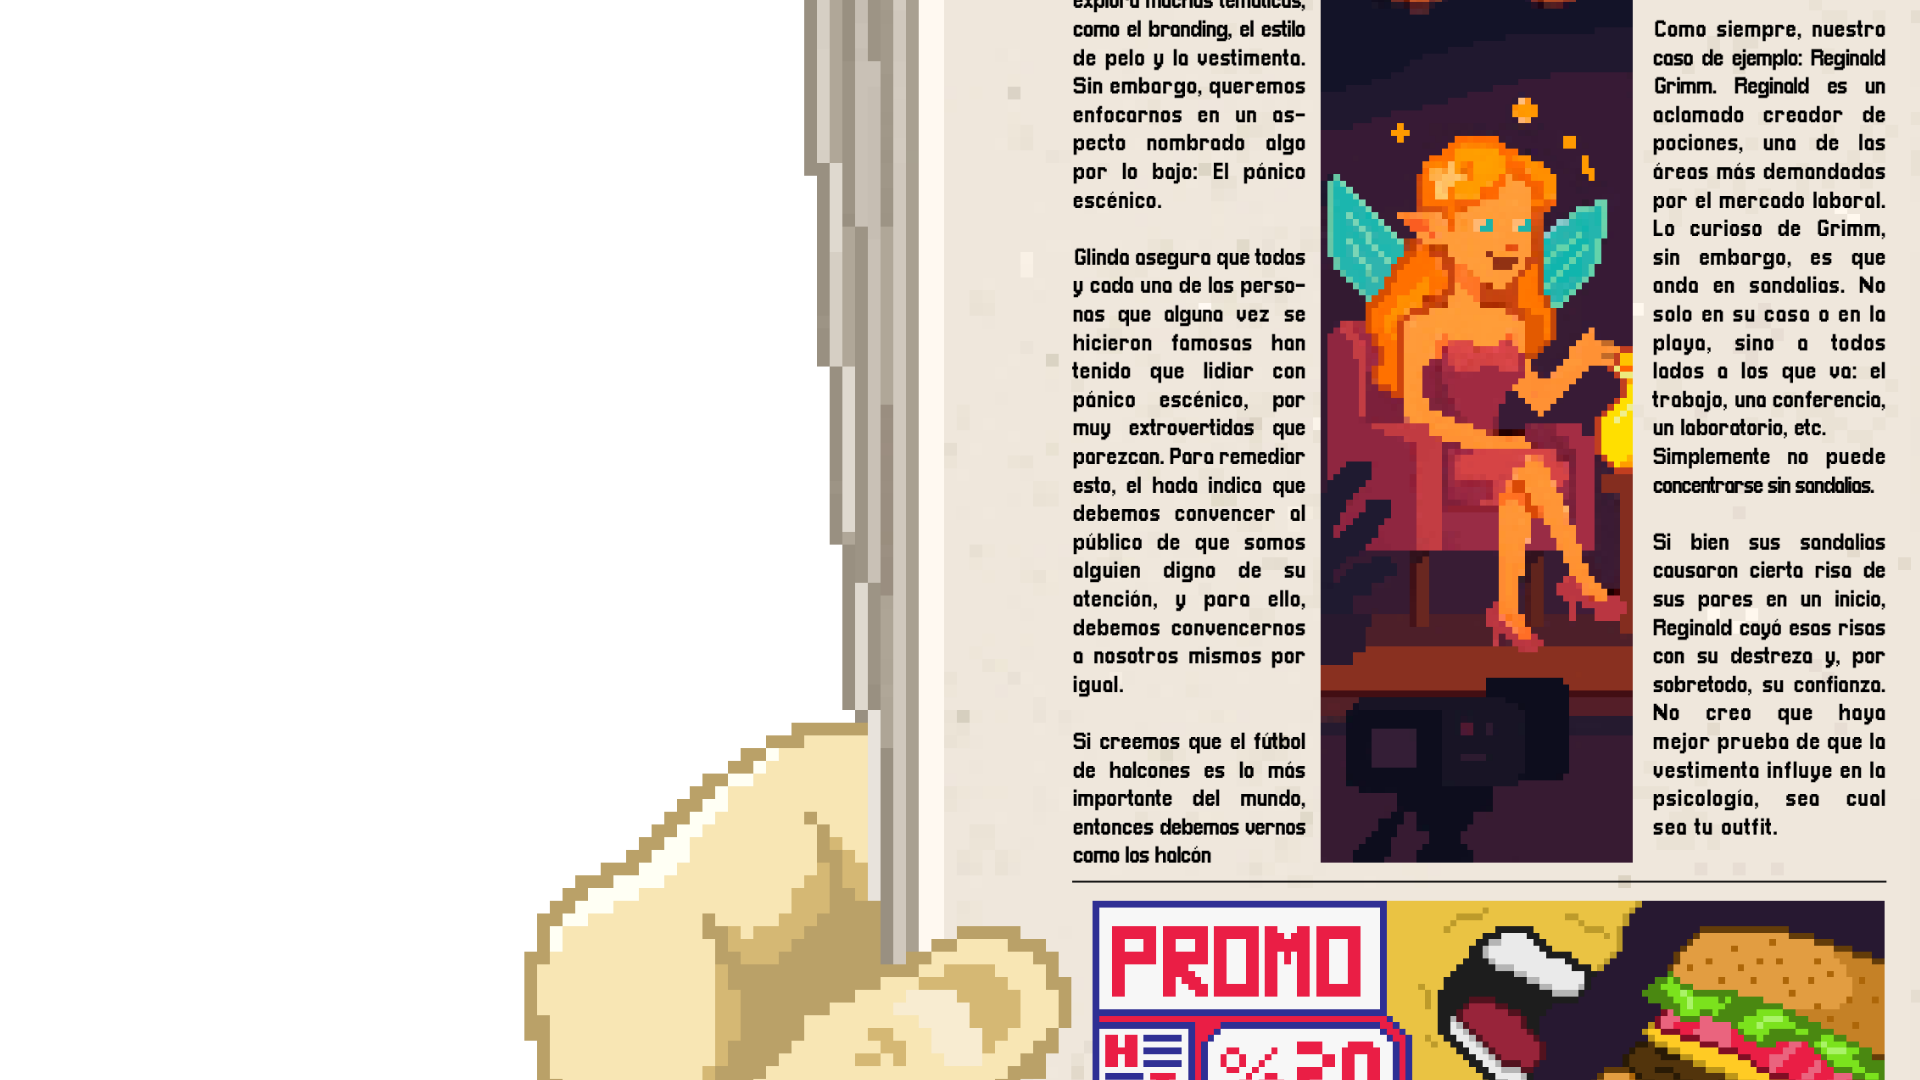 explora muchas temáticas,
como el branding, el estilo
de pelo y la vestimenta.
Sin embargo, queremos
enfocarnos en un as-
pecto nombrado algo
por lo bajo: El pánico
escénico.
Glinda asegura que todas
y cada una de las perso-
nas que alguna vez se
hicieron famosas han
tenido que lidiar con
pánico escénico, por
muy extrovertidas que
parezcan. Para remediar
esto, el hada indica que
debemos convencer al
público de que somos
alguien digno de su
atención, y para ello,
debemos convencernos
a nosotros mismos por
igual.
Si creemos que el fútbol
de halcones es lo más
importante del mundo,
entonces debemos vernos
como los halcón
Como siempre, nuestro
caso de ejemplo: Reginald
Grimm. Reginald es un
aclamado creador de
pociones, una de las
áreas más demandadas
por el mercado laboral.
Lo curioso de Grimm,
sin embargo, es que
anda en sandalias. No
solo en su casa o en la
playa, sino a todos
lados a los que va: el
trabajo, una conferencia,
un laboratorio, etc.
Simplemente no puede
concentrarse sin sandalias.
Si bien sus sandalias
causaron cierta risa de
sus pares en un inicio,
Reginald cayó esas risas
con su destreza y, por
sobretodo, su confianza.
No creo que haya
mejor prueba de que la
vestimenta influye en la
psicología, sea cual
sea tu outfit.
PROMO
%20